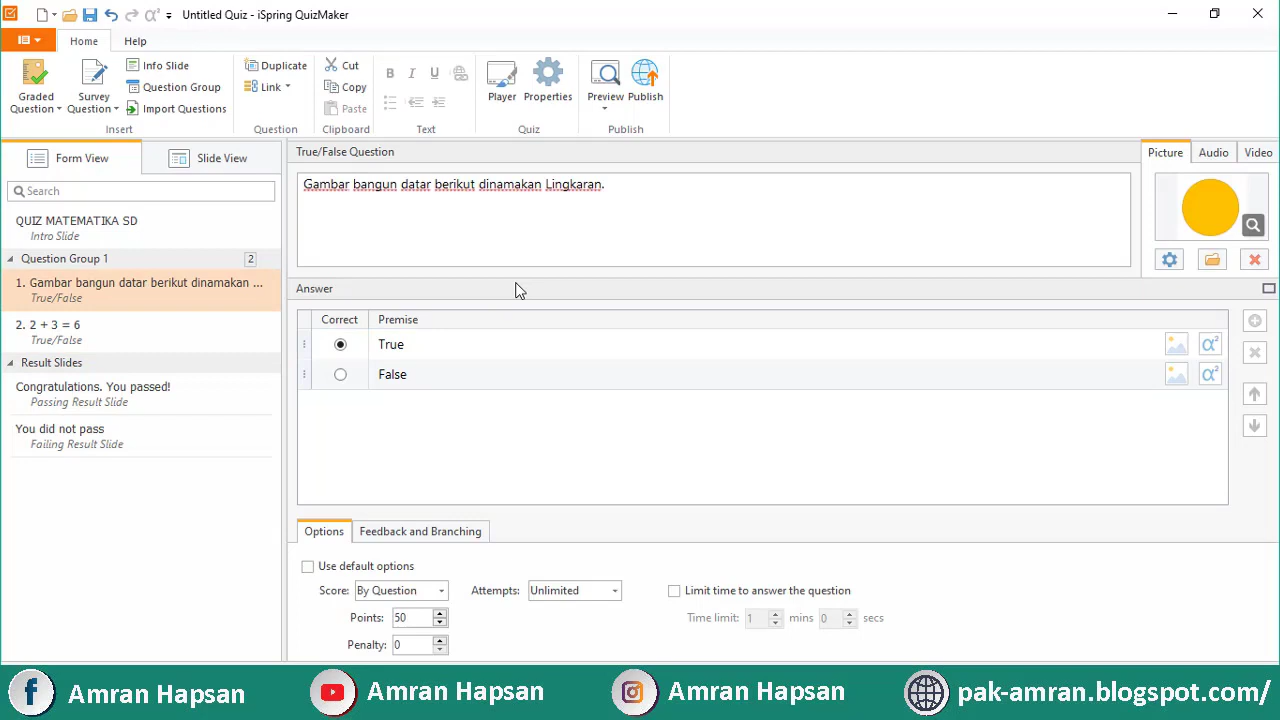 Untitled Quiz - iSpring QuizMaker
Home
Help
Graded Question
Survey Question
Info Slide
Question Group
Import Questions
Insert
Duplicate
Link
Question
Cut
Copy
Paste
Clipboard
B I U
Text
Player
Properties
Quiz
Preview
Publish
Publish
Form View
Slide View
Search
QUIZ MATEMATIKA SD
Intro Slide
Question Group 1
2
1. Gambar bangun datar berikut dinamakan ...
True/False
2. 2 + 3 = 6
True/False
Result Slides
Congratulations. You passed!
Passing Result Slide
You did not pass
Failing Result Slide
True/False Question
Gambar bangun datar berikut dinamakan Lingkaran.
Picture
Audio
Video
Answer
Correct
Premise
True
α²
False
α²
Options
Feedback and Branching
Use default options
Score: By Question
Attempts: Unlimited
Limit time to answer the question
Points: 50
Time limit: 1 mins 0 secs
Penalty: 0
Amran Hapsan
Amran Hapsan
Amran Hapsan
pak-amran.blogspot.com/